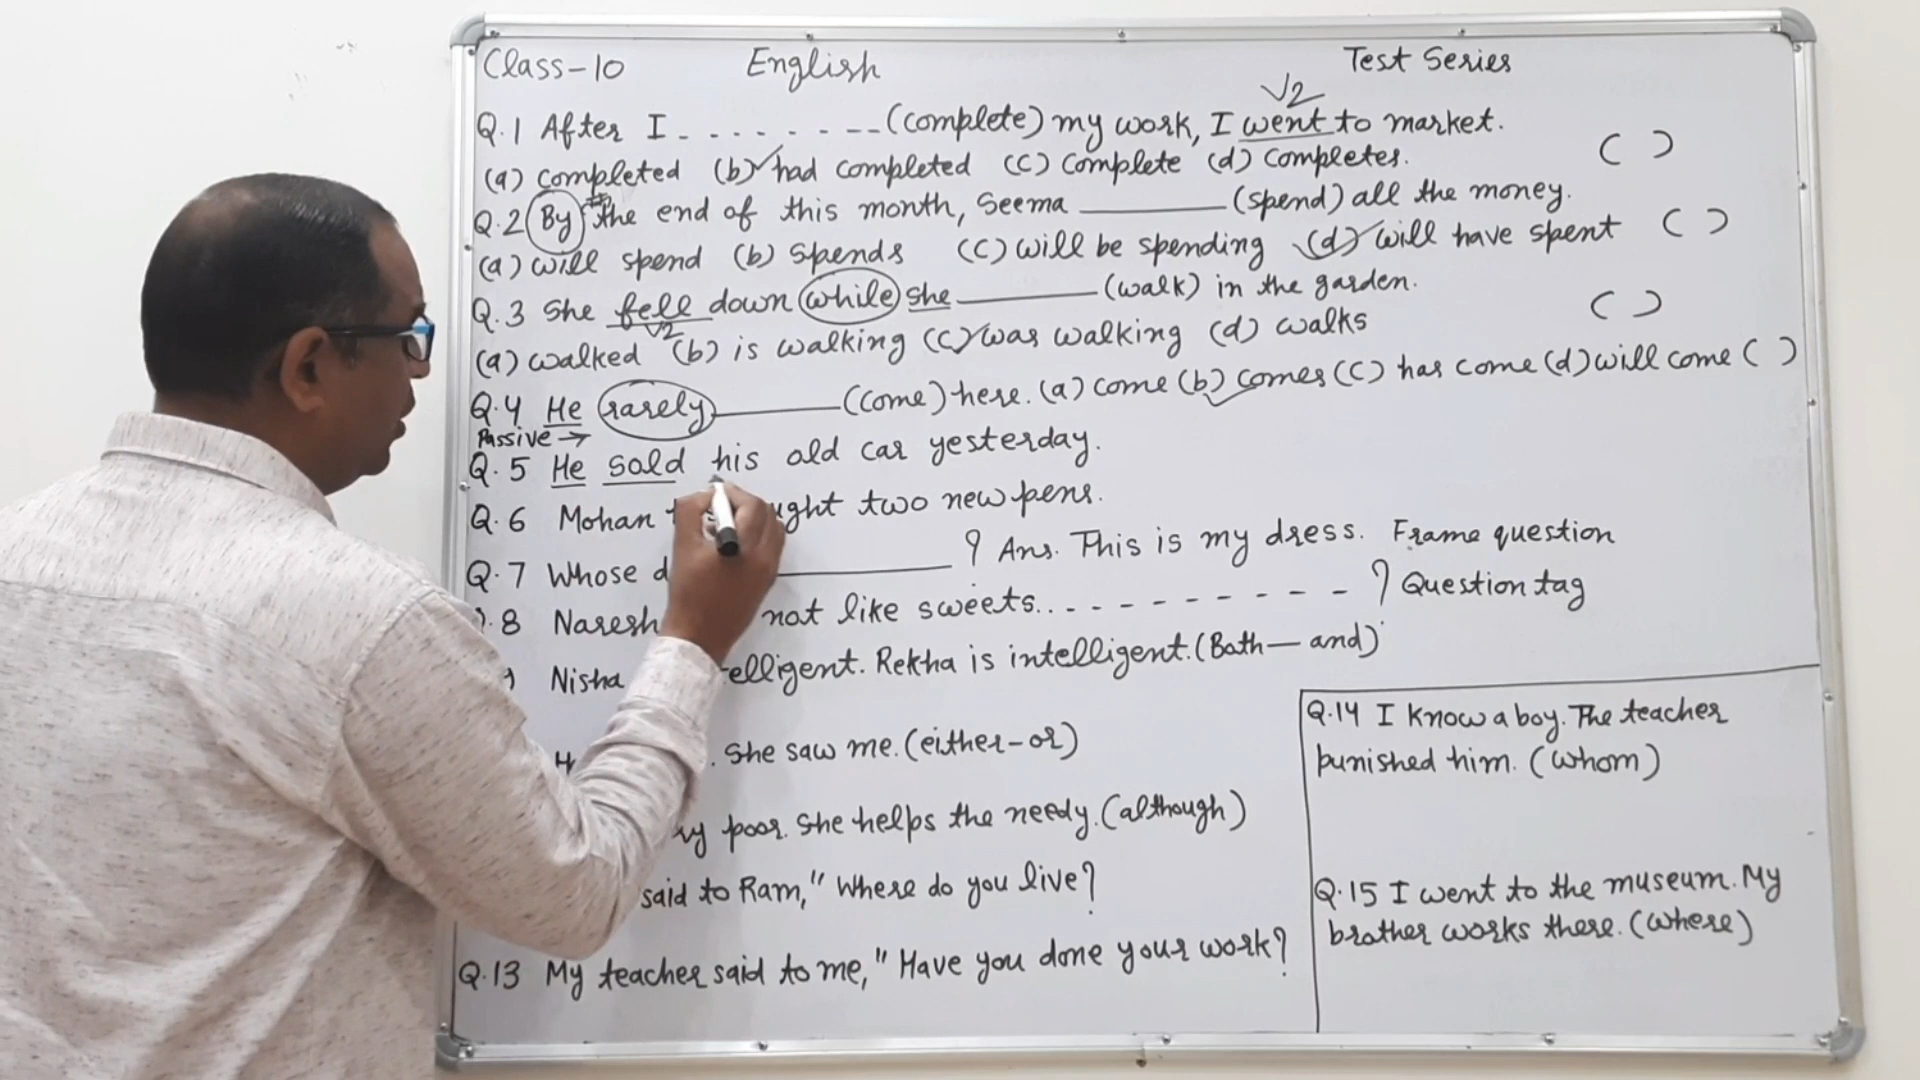 Class-10 English Test Series
V2
Q.1 After I - - - - - - - - (complete) my work, I went to market.
(a) completed (b) had completed (c) complete (d) completes. ( )
Q.2 By the end of this month, Seema ________ (spend) all the money.
(a) will spend (b) spends (c) will be spending (d) will have spent ( )
Q.3 She fell down while she ________ (walk) in the garden.
V2
(a) walked (b) is walking (c) was walking (d) walks ( )
Q.4 He rarely ________ (come) here. (a) come (b) comes (c) has come (d) will come ( )
Passive →
Q.5 He sold his old car yesterday.
Q.6 Mohan two new pens.
Q.7 Whose ________ ? Ans. This is my dress. Frame question
.8 Naresh not like sweets. - - - - - - - - - - ? Question tag
Nisha elligent. Rekha is intelligent. (Both — and)
She saw me. (either-or)
poor. She helps the needy. (although)
said to Ram, " Where do you live?
Q.13 My teacher said to me, " Have you done your work?
Q.14 I know a boy. The teacher
punished him. (whom)
Q.15 I went to the museum. My
brother works there. (where)